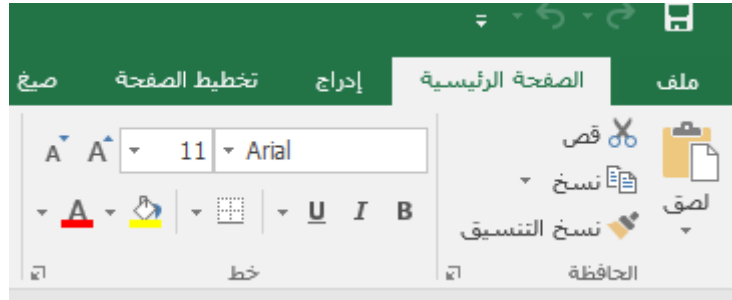 ملف الصفحة الرئيسية إدراج تخطيط الصفحة صيغ
قص
نسخ
نسخ التنسيق
لصق
الحافظة
Arial 11 A A
B I U A
خط